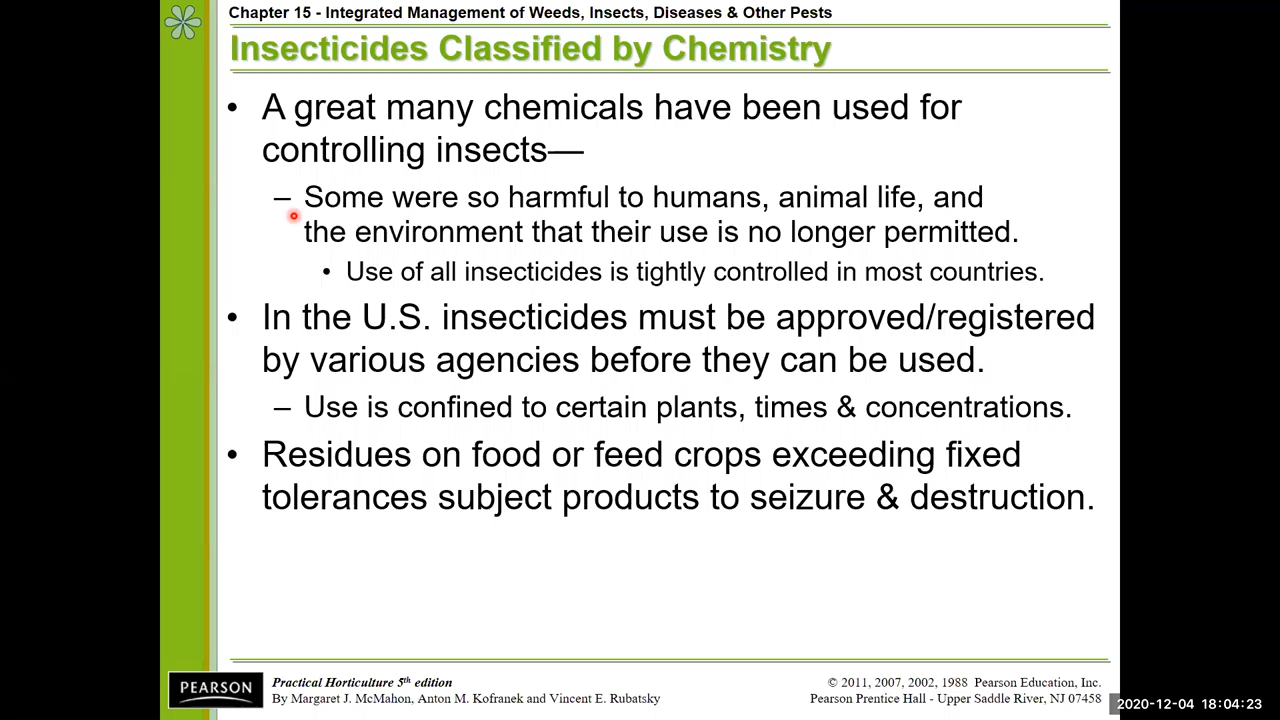 Chapter 15 - Integrated Management of Weeds, Insects, Diseases & Other Pests
Insecticides Classified by Chemistry
• A great many chemicals have been used for
controlling insects—
– Some were so harmful to humans, animal life, and
the environment that their use is no longer permitted.
• Use of all insecticides is tightly controlled in most countries.
• In the U.S. insecticides must be approved/registered
by various agencies before they can be used.
– Use is confined to certain plants, times & concentrations.
• Residues on food or feed crops exceeding fixed
tolerances subject products to seizure & destruction.
PEARSON
Practical Horticulture 5th edition
By Margaret J. McMahon, Anton M. Kofranek and Vincent E. Rubatsky
© 2011, 2007, 2002, 1988 Pearson Education, Inc.
Pearson Prentice Hall - Upper Saddle River, NJ 07458
2020-12-04 18:04:23